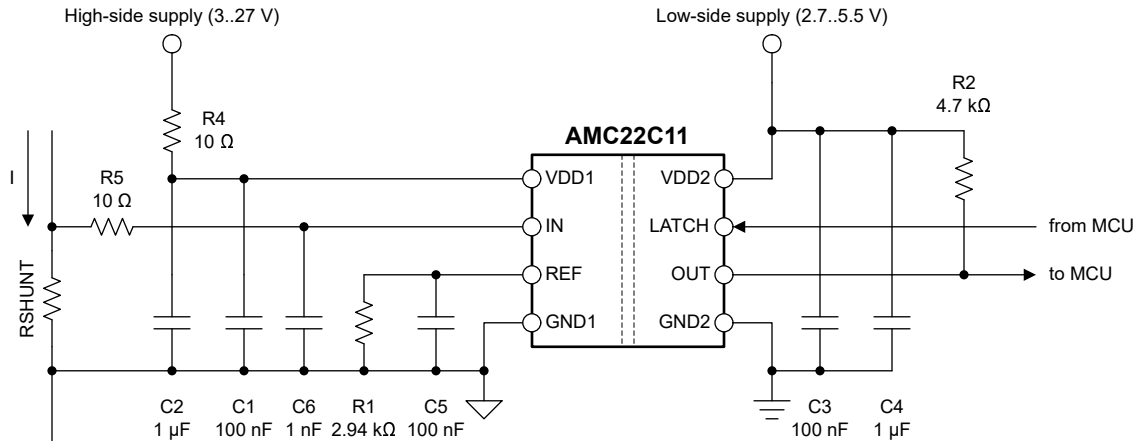 High-side supply (3..27 V)
Low-side supply (2.7..5.5 V)
R2
4.7 kΩ
R4
10 Ω
AMC22C11
I
R5
10 Ω
VDD1
VDD2
IN
LATCH
from MCU
RSHUNT
REF
OUT
to MCU
GND1
GND2
C2
1 µF
C1
100 nF
C6
1 nF
R1
2.94 kΩ
C5
100 nF
C3
100 nF
C4
1 µF